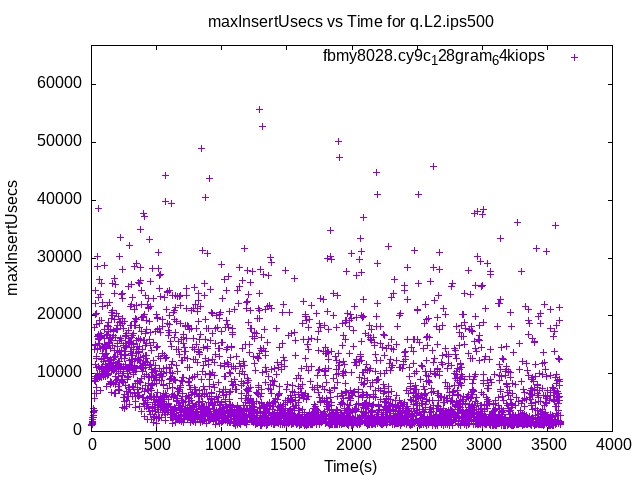 maxInsertUsecs vs Time for q.L2.ips500
fbmy8028.cy9c₁28gram₆4kiops
60000
50000
40000
30000
20000
10000
0
maxInsertUsecs
0 500 1000 1500 2000 2500 3000 3500 4000
Time(s)